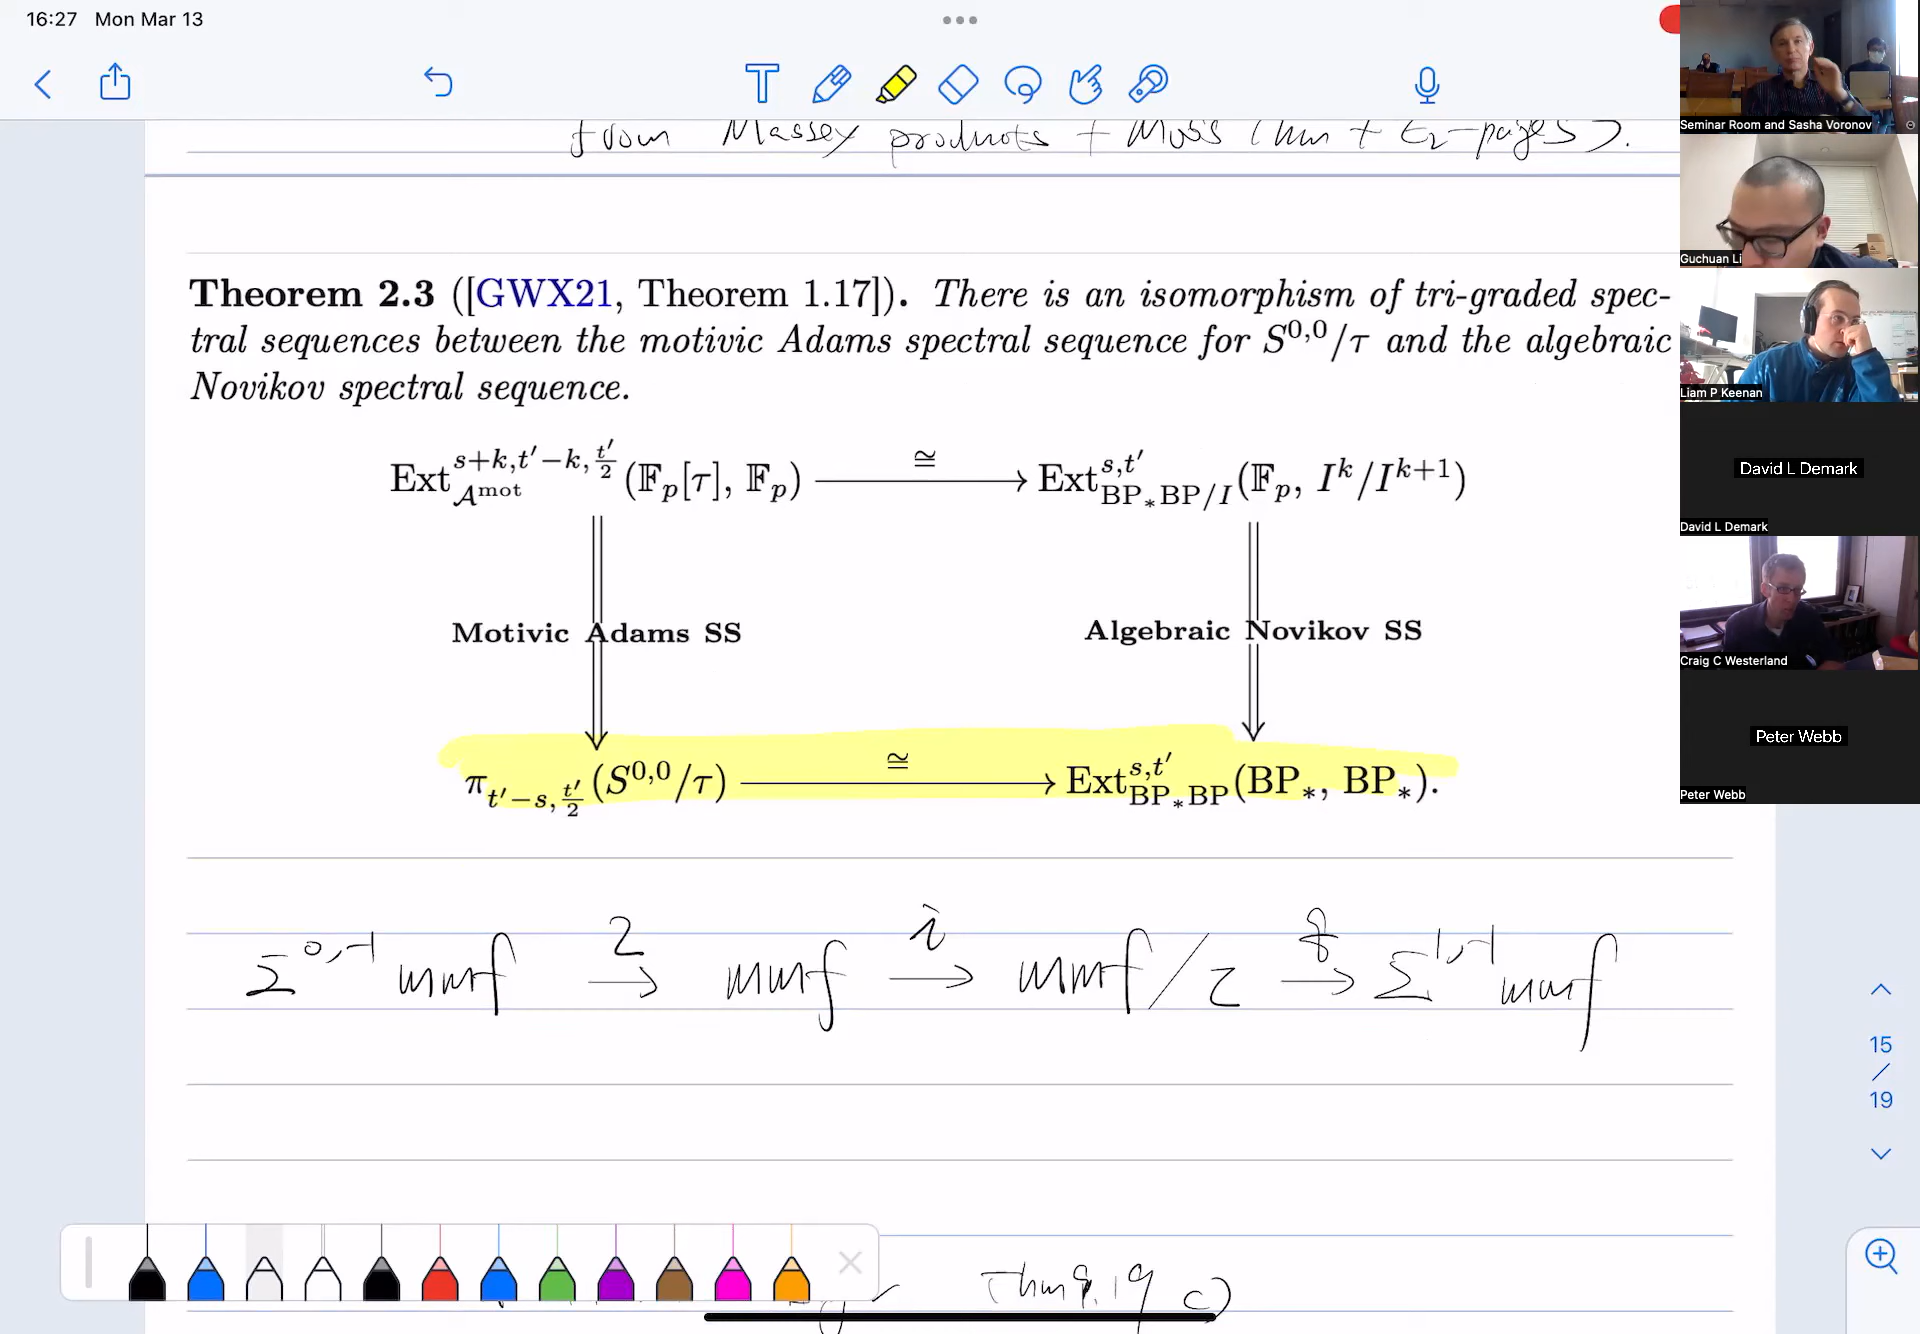 16:27 Mon Mar 13
from Massey products + Moss (thm + E₂-pages).
Theorem 2.3 ([GWX21, Theorem 1.17]). There is an isomorphism of tri-graded spec-
tral sequences between the motivic Adams spectral sequence for S^{0,0}/τ and the algebraic
Novikov spectral sequence.
Ext_{𝒜^{mot}}^{s+k,t′−k,\frac{t′}{2}}(𝔽_p[τ], 𝔽_p) ≅ → Ext_{BP_*BP/I}^{s,t′}(𝔽_p, I^k/I^{k+1})
Motivic Adams SS Algebraic Novikov SS
π_{t′−s,\frac{t′}{2}}(S^{0,0}/τ) ≅ → Ext_{BP_*BP}^{s,t′}(BP_*, BP_*).
Σ^{0,-1} mmf →^{τ} mmf →^{i} mmf/τ →^{q} Σ^{1,-1} mmf
Thm 9.19 c)
15
/
19
Seminar Room and Sasha Voronov
Guchuan Li
Liam P Keenan
David L Demark
David L Demark
Craig C Westerland
Peter Webb
Peter Webb